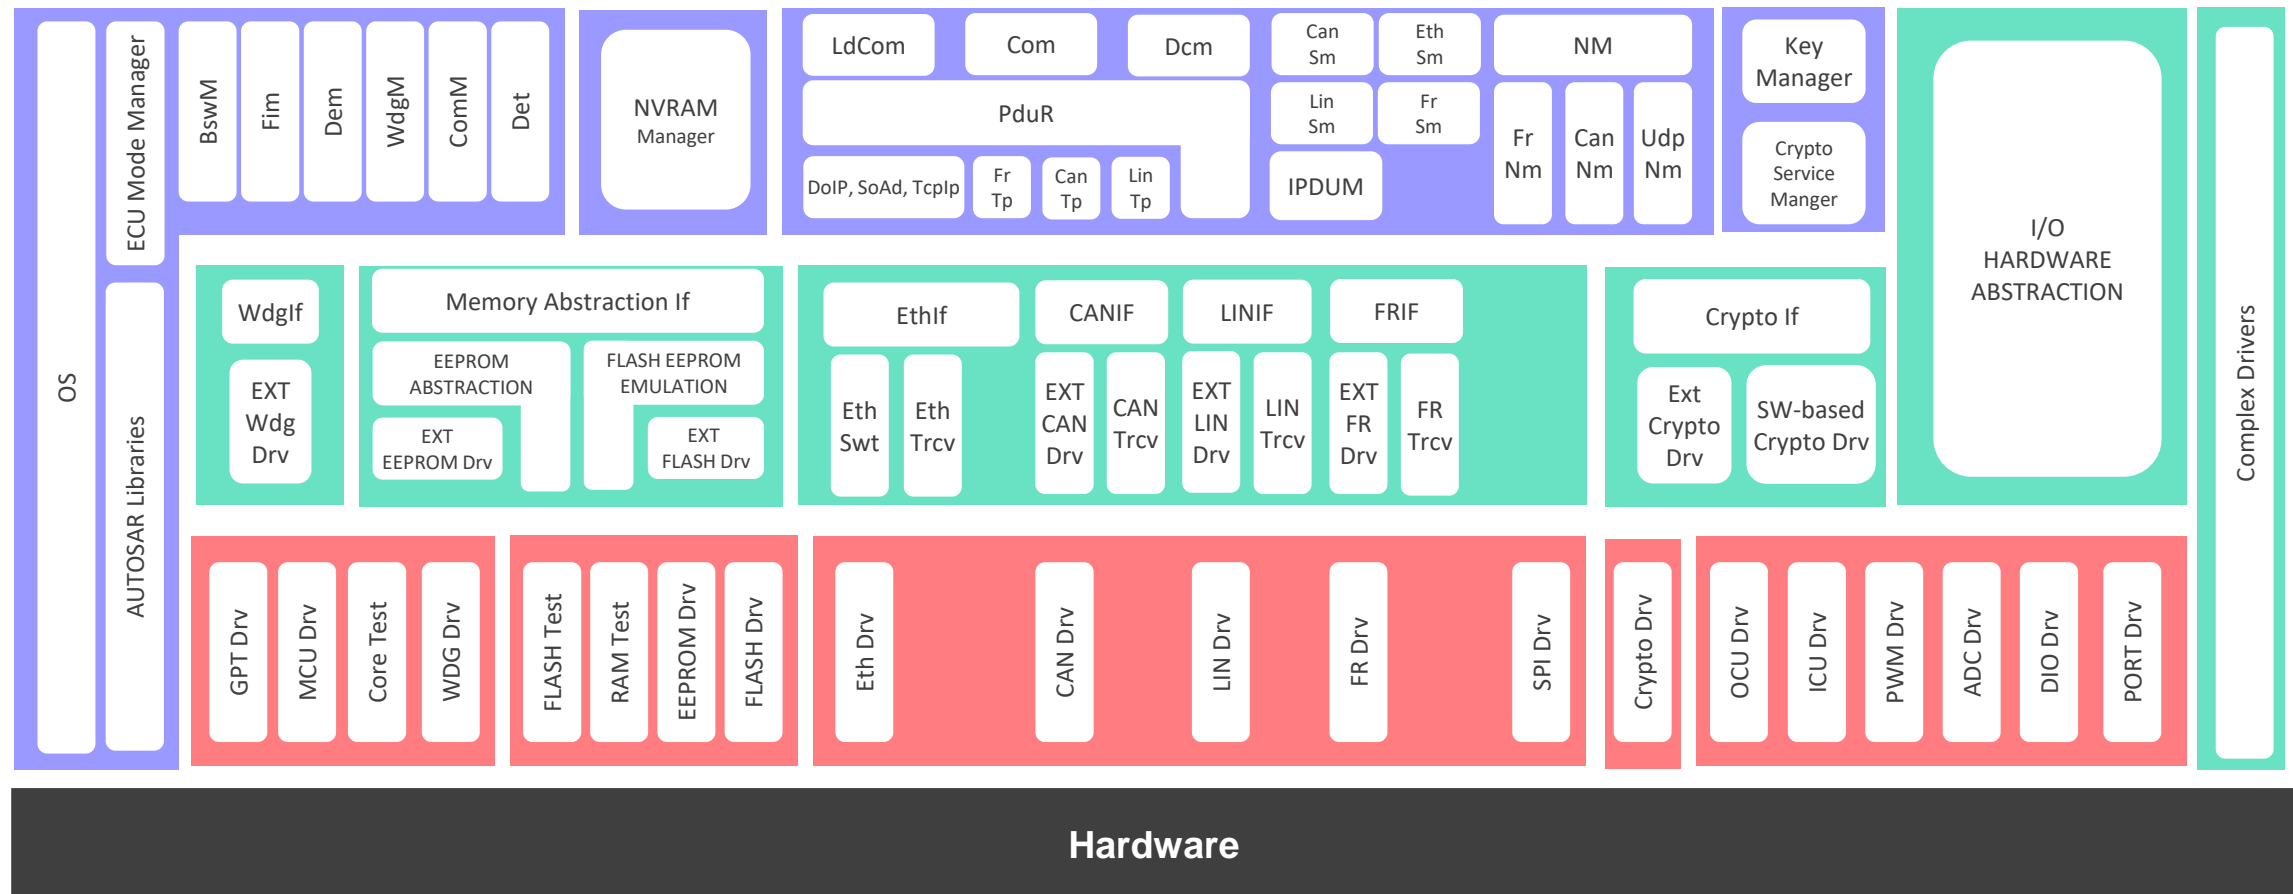 OS
ECU Mode Manager
AUTOSAR Libraries
BswM
Fim
Dem
WdgM
ComM
Det
NVRAM
Manager
LdCom
Com
Dcm
PduR
DoIP, SoAd, TcpIp
Fr
Tp
Can
Tp
Lin
Tp
Can
Sm
Eth
Sm
Lin
Sm
Fr
Sm
IPDUM
NM
Fr
Nm
Can
Nm
Udp
Nm
Key
Manager
Crypto
Service
Manger
I/O
HARDWARE
ABSTRACTION
Complex Drivers
WdgIf
EXT
Wdg
Drv
Memory Abstraction If
EEPROM
ABSTRACTION
FLASH EEPROM
EMULATION
EXT
EEPROM Drv
EXT
FLASH Drv
EthIf
Eth
Swt
Eth
Trcv
CANIF
EXT
CAN
Drv
CAN
Trcv
LINIF
EXT
LIN
Drv
LIN
Trcv
FRIF
EXT
FR
Drv
FR
Trcv
Crypto If
Ext
Crypto
Drv
SW-based
Crypto Drv
GPT Drv
MCU Drv
Core Test
WDG Drv
FLASH Test
RAM Test
EEPROM Drv
FLASH Drv
Eth Drv
CAN Drv
LIN Drv
FR Drv
SPI Drv
Crypto Drv
OCU Drv
ICU Drv
PWM Drv
ADC Drv
DIO Drv
PORT Drv
Hardware